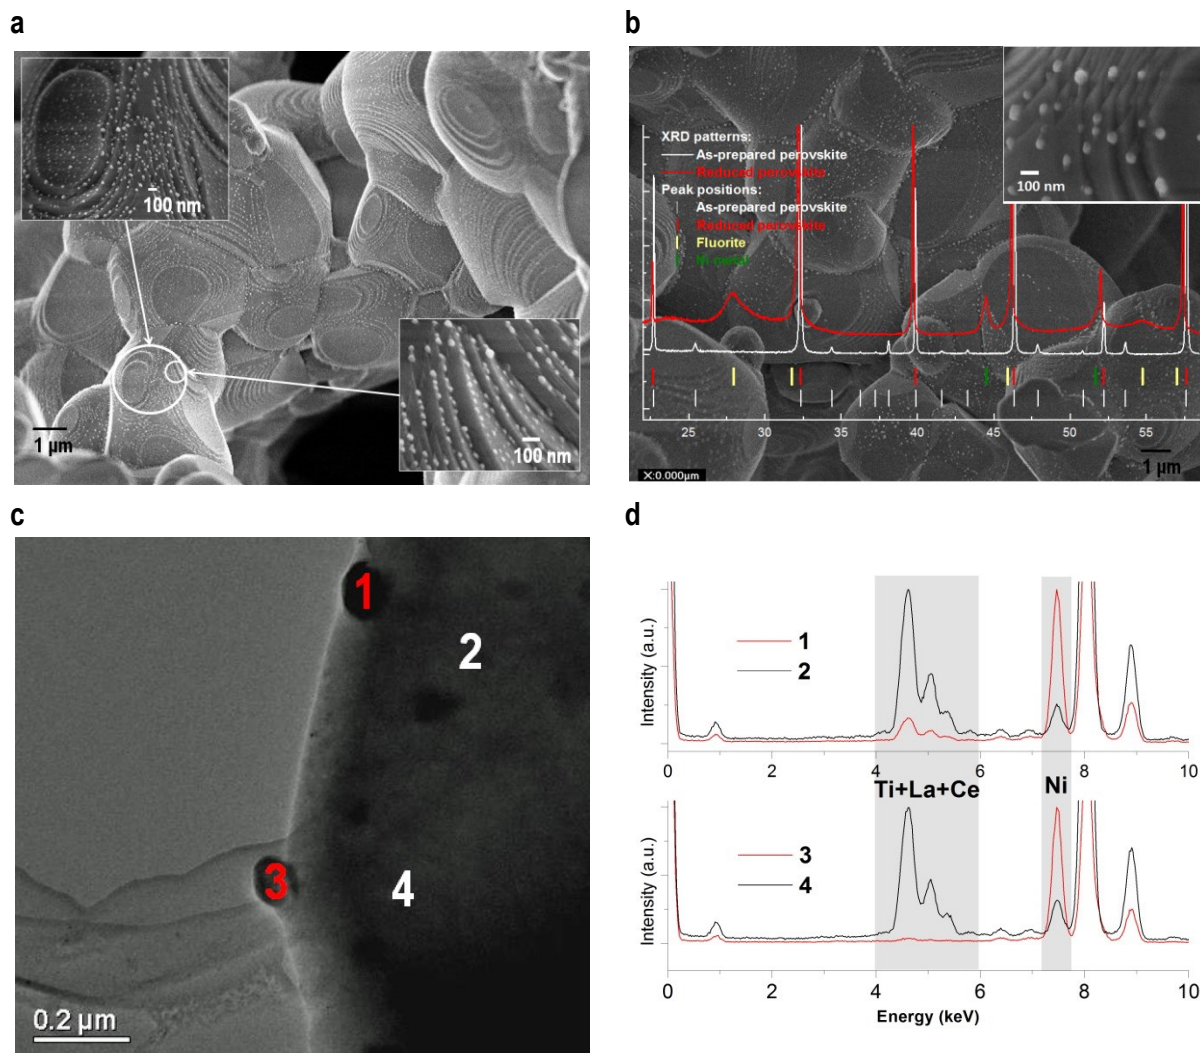 a
100 nm
1 µm
100 nm
b
XRD patterns:
As-prepared perovskite
Reduced perovskite
Peak positions:
As-prepared perovskite
Reduced perovskite
Fluorite
Ni metal
100 nm
25 30 35 40 45 50 55
1 µm
X:0.000µm
c
1
2
3
4
0.2 µm
d
Intensity (a.u.)
1
2
0 2 4 6 8 10
Ti+La+Ce
Ni
Intensity (a.u.)
3
4
0 2 4 6 8 10
Energy (keV)